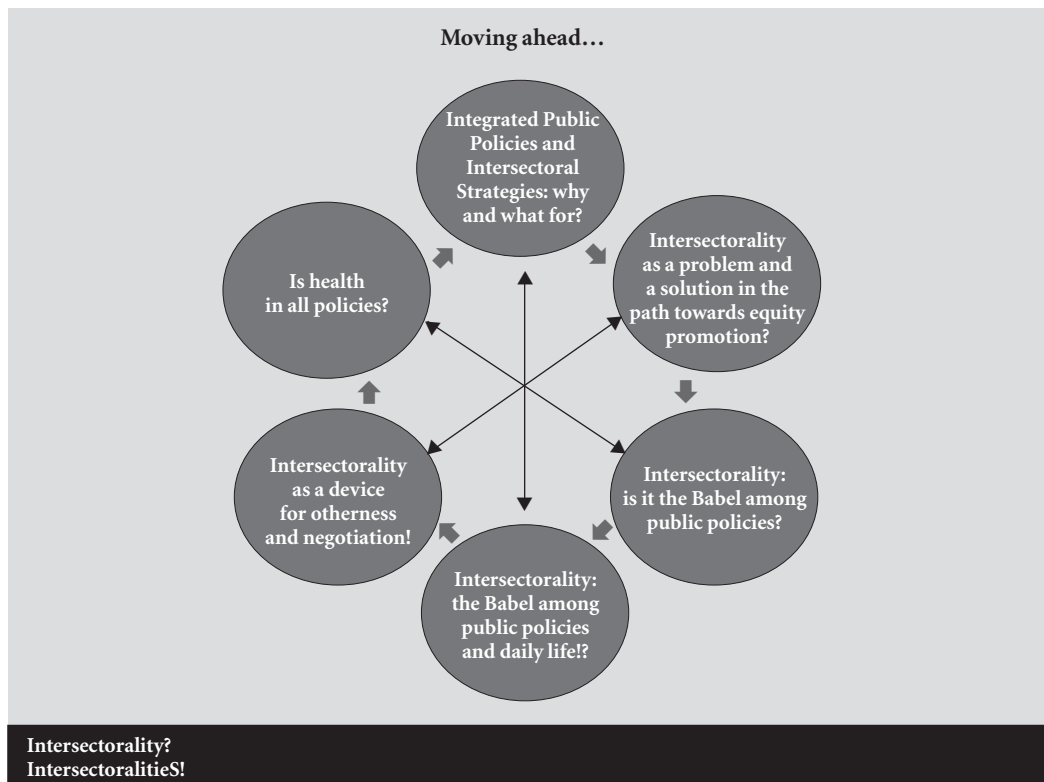 Moving ahead…
Integrated Public
Policies and
Intersectoral
Strategies: why
and what for?
Intersectorality
as a problem and
a solution in the
path towards equity
promotion?
Intersectorality:
is it the Babel among
public policies?
Intersectorality:
the Babel among
public policies
and daily life!?
Intersectorality
as a device
for otherness
and negotiation!
Is health
in all policies?
Intersectorality?
IntersectoralitieS!